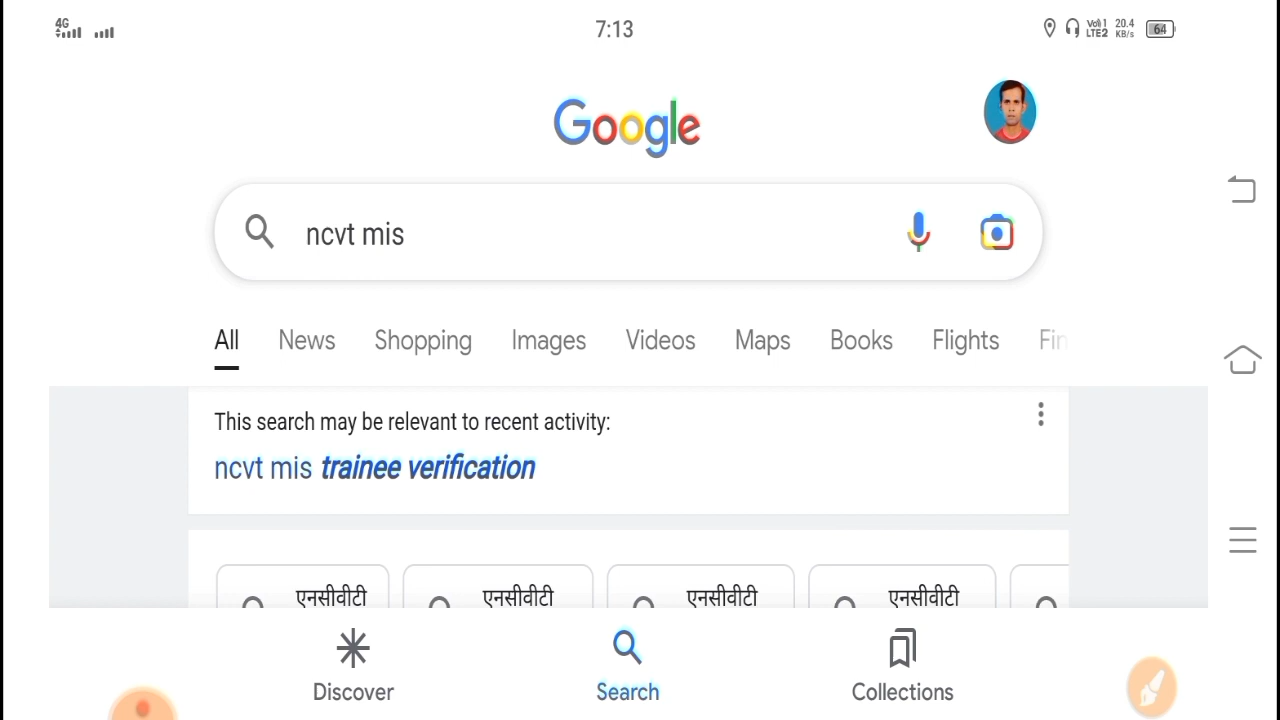 4G
7:13
Vo1 1
LTE2
20.4
KB/s
64
Google
ncvt mis
All News Shopping Images Videos Maps Books Flights Fin
This search may be relevant to recent activity:
ncvt mis trainee verification
एनसीवीटी एनसीवीटी एनसीवीटी एनसीवीटी
Discover Search Collections